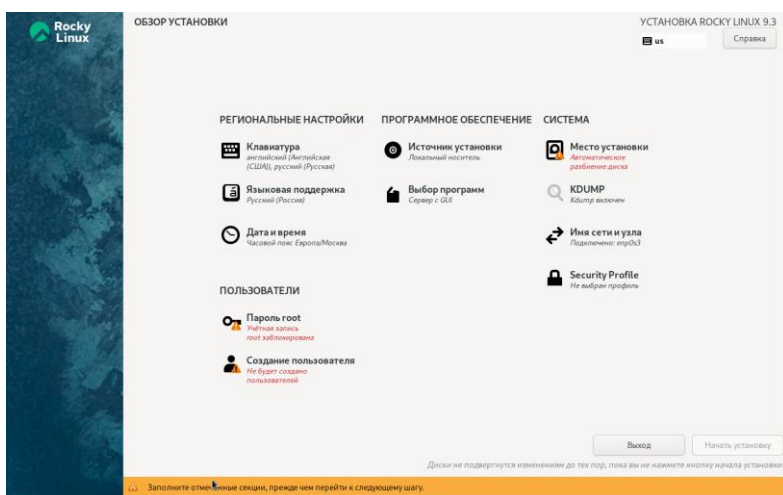 Rocky
Linux
ОБЗОР УСТАНОВКИ
УСТАНОВКА ROCKY LINUX 9.3
us
Справка
РЕГИОНАЛЬНЫЕ НАСТРОЙКИ
Клавиатура
английский (Английская
(США)), русский (Русская)
Языковая поддержка
Русский (Россия)
Дата и время
Часовой пояс Европа/Москва
ПРОГРАММНОЕ ОБЕСПЕЧЕНИЕ
Источник установки
Локальный носитель
Выбор программ
Сервер с GUI
СИСТЕМА
Место установки
Автоматическое
разбиение диска
KDUMP
Kdump включен
Имя сети и узла
Подключено: enp0s3
Security Profile
Не выбран профиль
ПОЛЬЗОВАТЕЛИ
Пароль root
Учётная запись
root заблокирована
Создание пользователя
Не будет создано
пользователей
Выход
Начать установку
Диски не подвергнутся изменениям до тех пор, пока вы не нажмете кнопку начала установки
Заполните отмеченные секции, прежде чем перейти к следующему шагу.